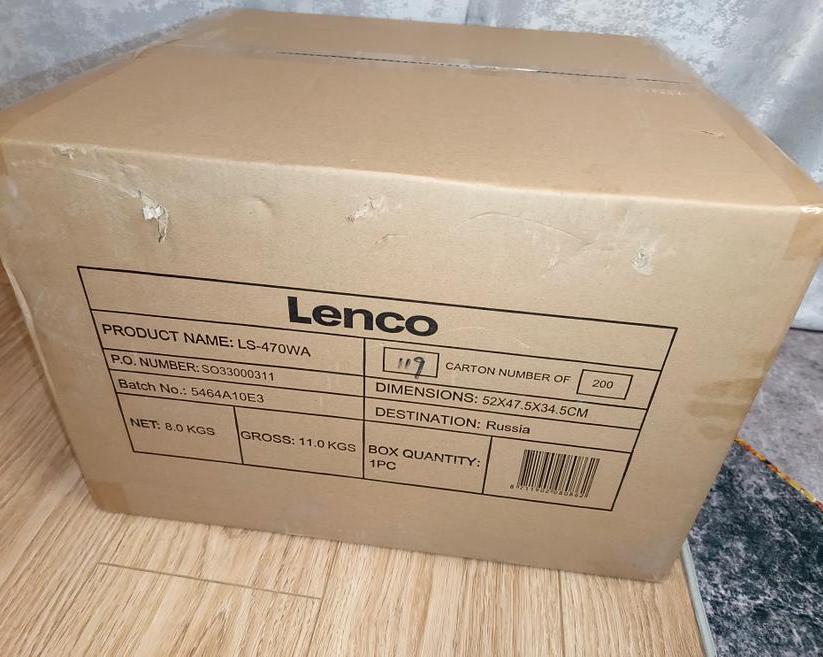 Lenco
PRODUCT NAME: LS-470WA
119 CARTON NUMBER OF 200
P.O. NUMBER: SO33000311
DIMENSIONS: 52X47.5X34.5CM
Batch No.: 5464A10E3
DESTINATION: Russia
NET: 8.0 KGS
GROSS: 11.0 KGS
BOX QUANTITY:
1PC